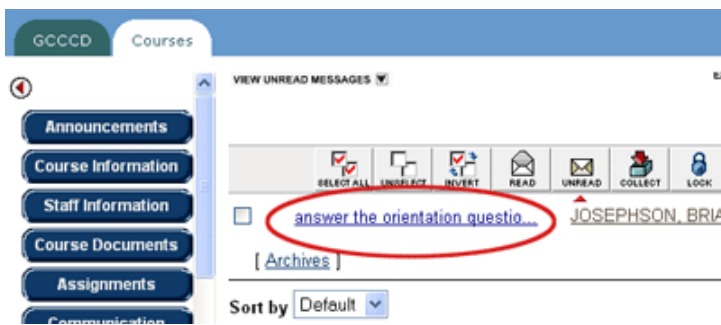 GCCCD Courses
VIEW UNREAD MESSAGES
Announcements
Course Information
Staff Information
Course Documents
Assignments
Communication
SELECT ALL UNSELECT INVERT READ UNREAD COLLECT LOCK
answer the orientation questio... JOSEPHSON, BRIA
[ Archives ]
Sort by Default